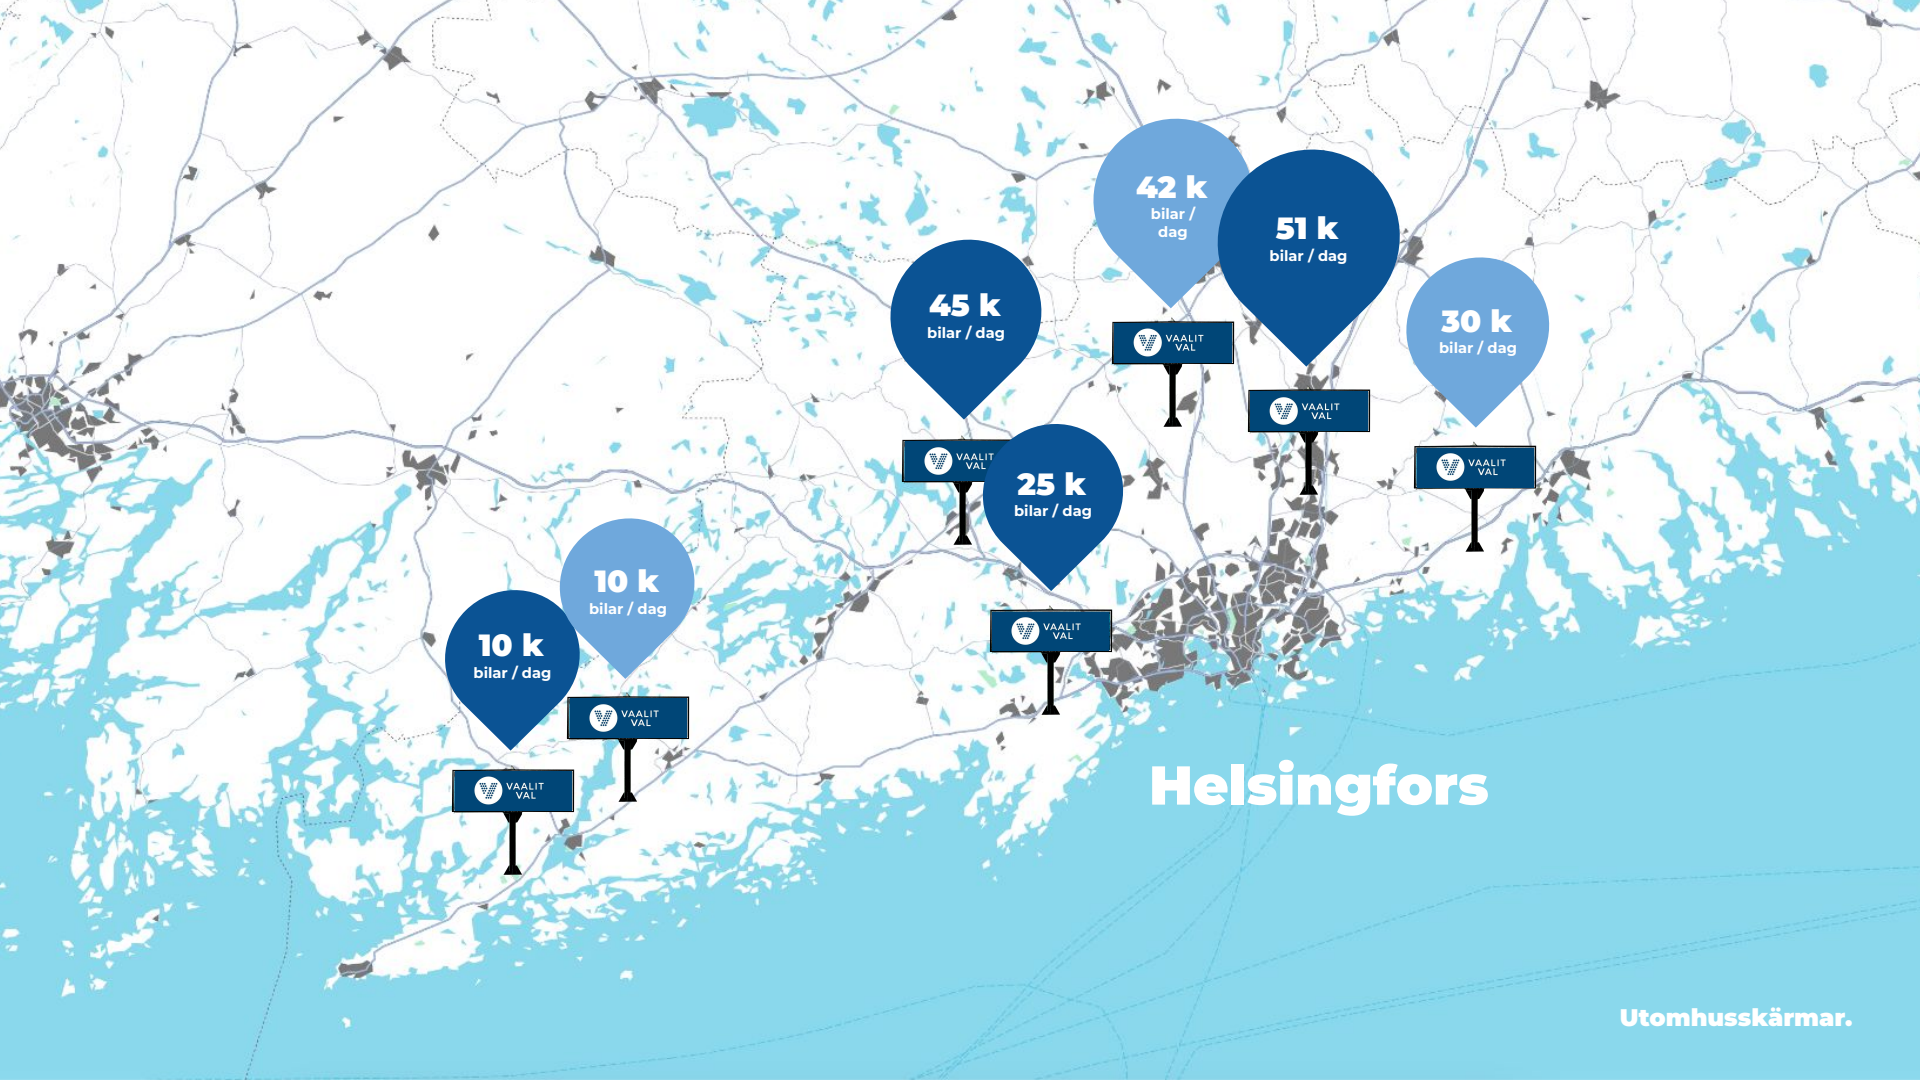 42 k
bilar /
dag
51 k
bilar / dag
45 k
bilar / dag
30 k
bilar / dag
VAALIT
VAL
VAALIT
VAL
VAALIT
VAL
VAALIT
VAL
25 k
bilar / dag
10 k
bilar / dag
VAALIT
VAL
10 k
bilar / dag
VAALIT
VAL
VAALIT
VAL
Helsingfors
Utomhusskärmar.